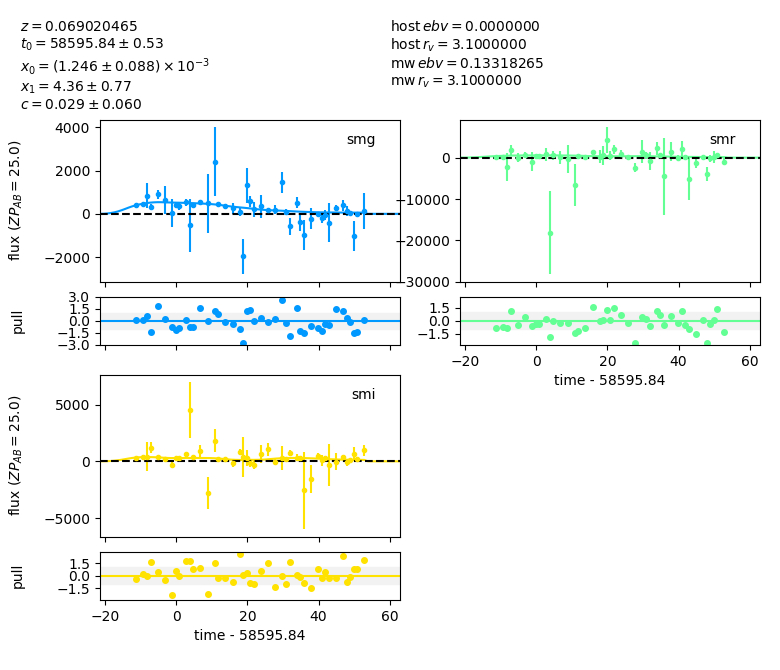 z = 0.069020465
t₀ = 58595.84 ± 0.53
x₀ = (1.246 ± 0.088) × 10⁻³
x₁ = 4.36 ± 0.77
c = 0.029 ± 0.060
host ebv = 0.0000000
host r_v = 3.1000000
mw ebv = 0.13318265
mw r_v = 3.1000000
smg
4000
2000
0
−2000
flux (ZP_AB = 25.0)
3.0
1.5
0.0
−1.5
−3.0
pull
smr
0
−10000
−20000
−30000
1.5
0.0
−1.5
−20 0 20 40 60
time - 58595.84
smi
5000
0
−5000
flux (ZP_AB = 25.0)
1.5
0.0
−1.5
pull
−20 0 20 40 60
time - 58595.84